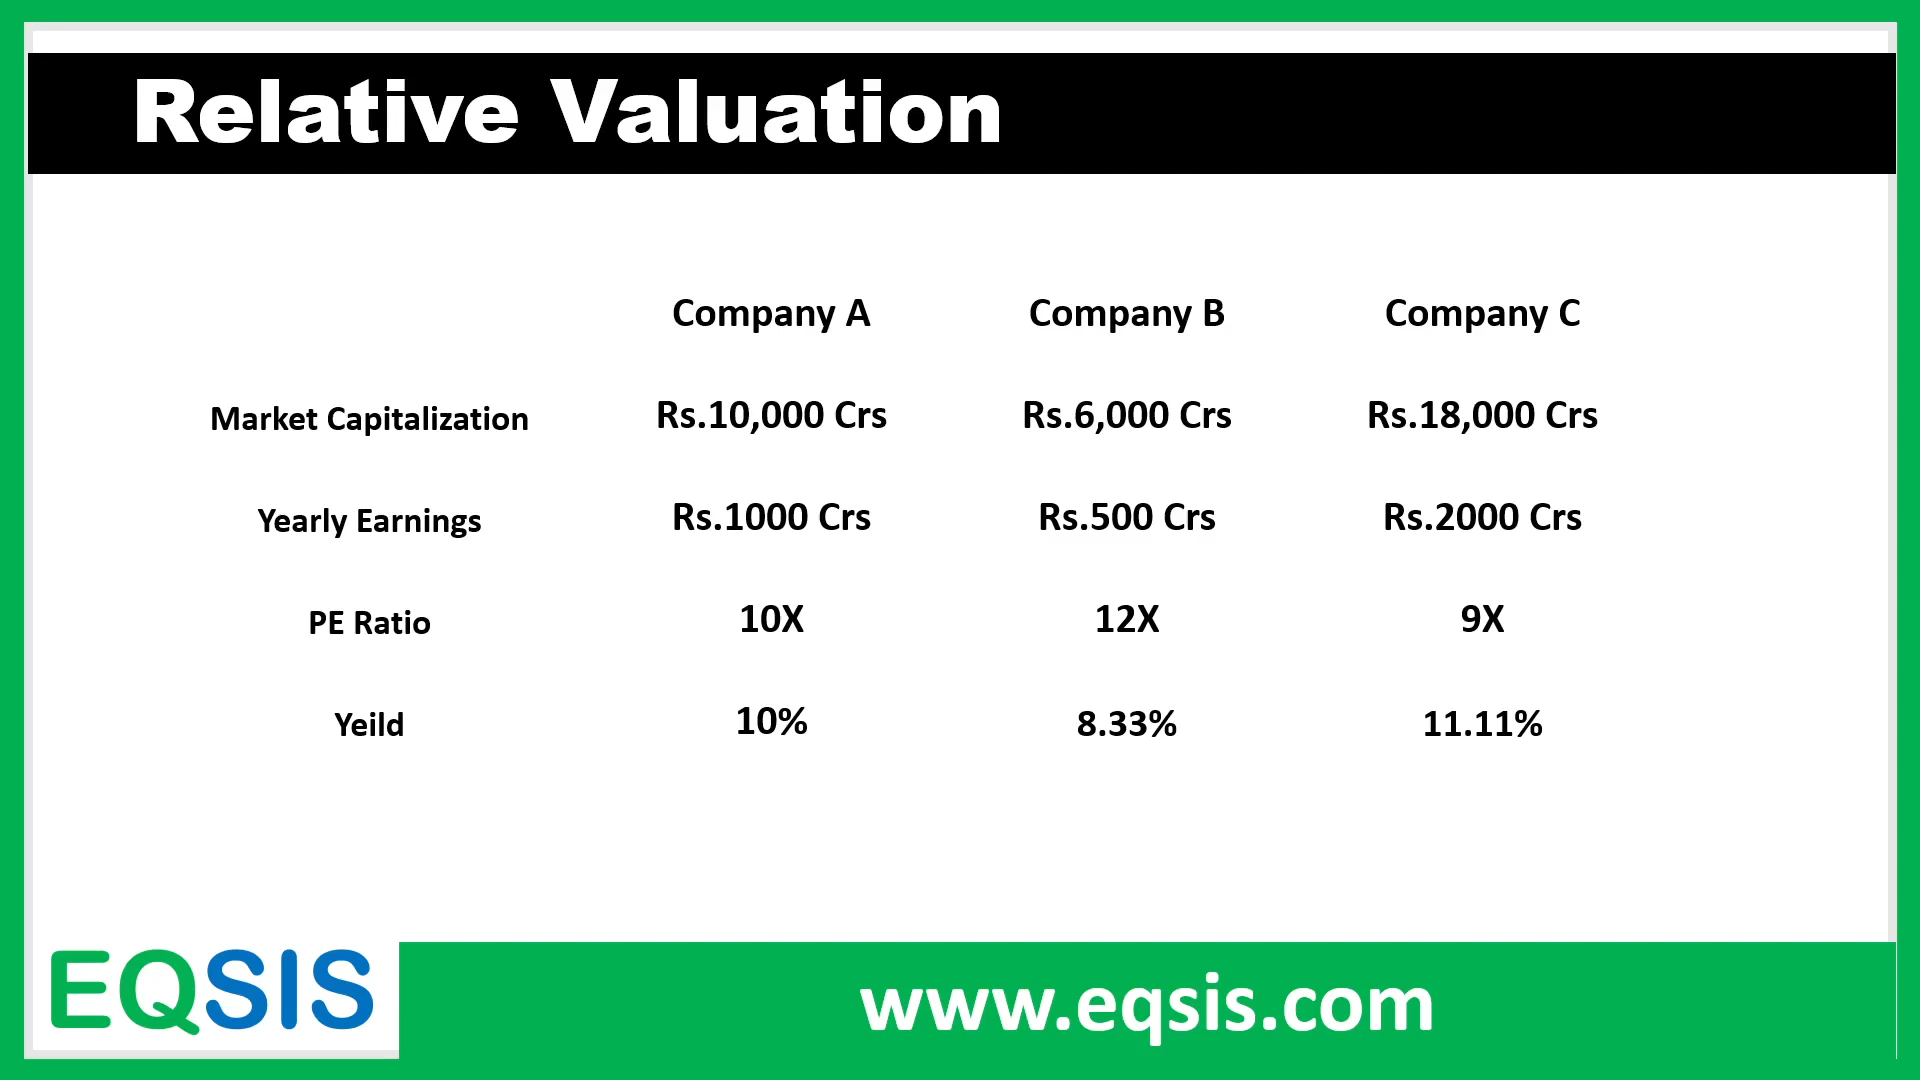 Relative Valuation
Company A Company B Company C
Market Capitalization Rs.10,000 Crs Rs.6,000 Crs Rs.18,000 Crs
Yearly Earnings Rs.1000 Crs Rs.500 Crs Rs.2000 Crs
PE Ratio 10X 12X 9X
Yeild 10% 8.33% 11.11%
EQSIS www.eqsis.com